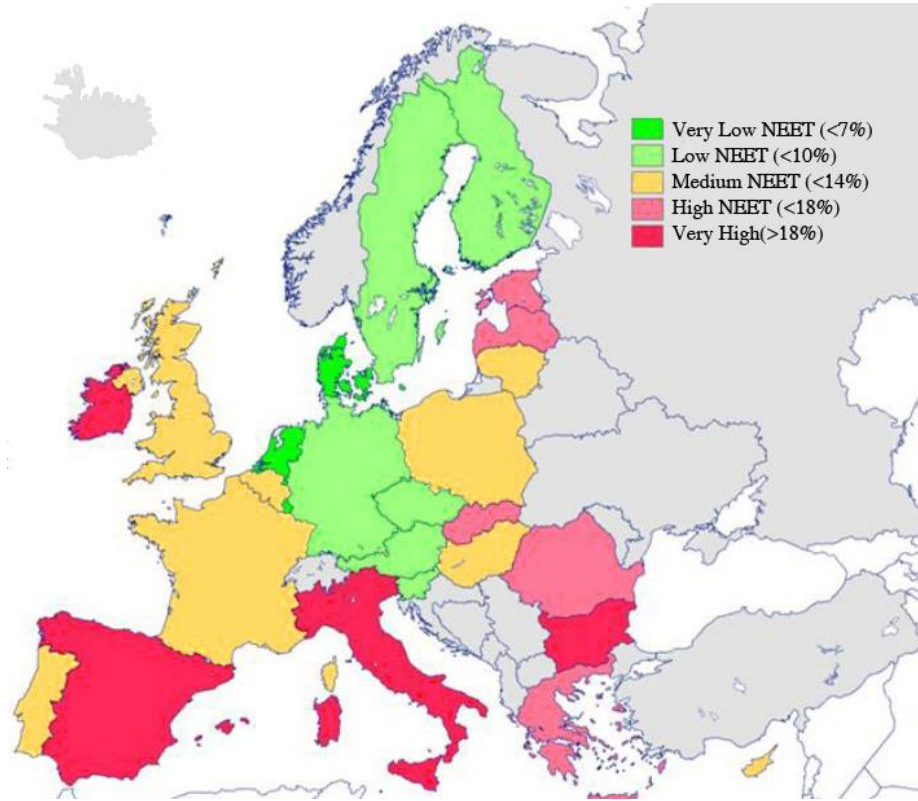 Very Low NEET (<7%)
Low NEET (<10%)
Medium NEET (<14%)
High NEET (<18%)
Very High(>18%)